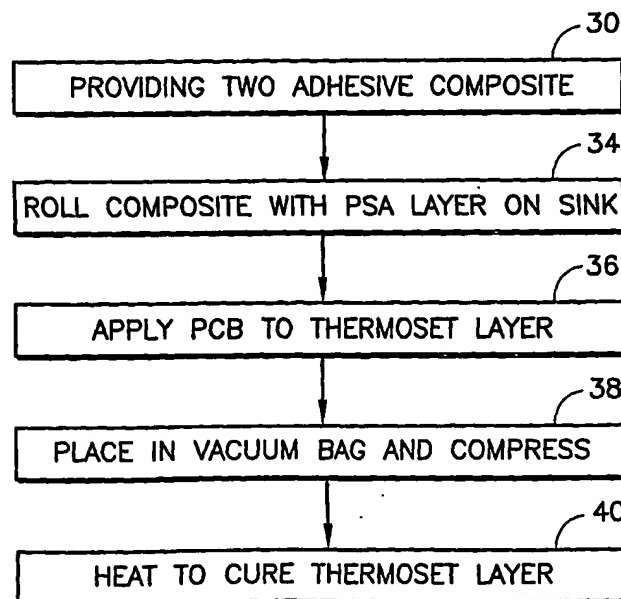 30
PROVIDING TWO ADHESIVE COMPOSITE
34
ROLL COMPOSITE WITH PSA LAYER ON SINK
36
APPLY PCB TO THERMOSET LAYER
38
PLACE IN VACUUM BAG AND COMPRESS
40
HEAT TO CURE THERMOSET LAYER